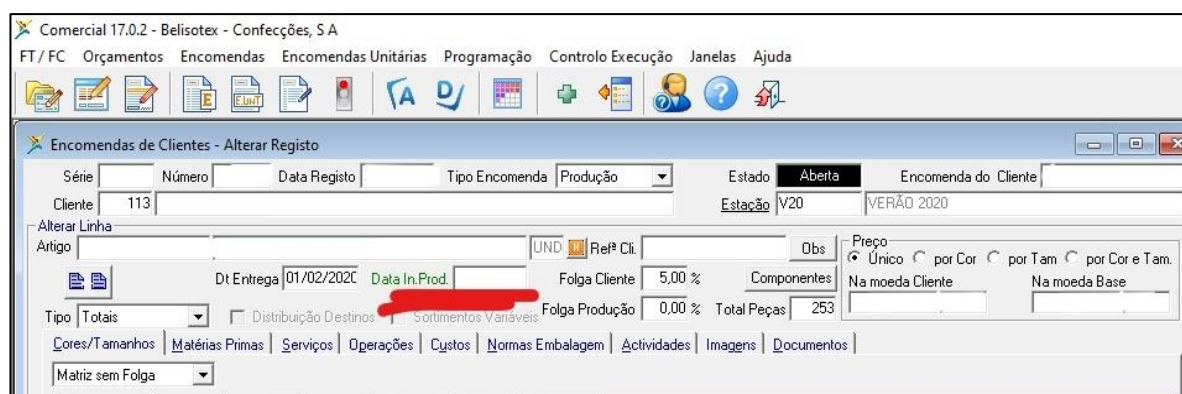 Comercial 17.0.2 - Belisotex - Confecções, S A
FT / FC Orçamentos Encomendas Encomendas Unitárias Programação Controlo Execução Janelas Ajuda
E E.UNT A
Encomendas de Clientes - Alterar Registo
Série Número Data Registo Tipo Encomenda Produção Estado Aberta Encomenda do Cliente
Cliente 113 Estação V20 VERÃO 2020
Alterar Linha
Artigo UND Refª Cli. Obs Preço
Único por Cor por Tam por Cor e Tam.
Dt Entrega 01/02/202 Data In.Prod. Folga Cliente 5,00 % Componentes Na moeda Cliente Na moeda Base
Tipo Totais Distribuição Destinos Sortimentos Variáveis Folga Produção 0,00 % Total Peças 253
Cores/Tamanhos Matérias Primas Serviços Operações Custos Normas Embalagem Actividades Imagens Documentos
Matriz sem Folga